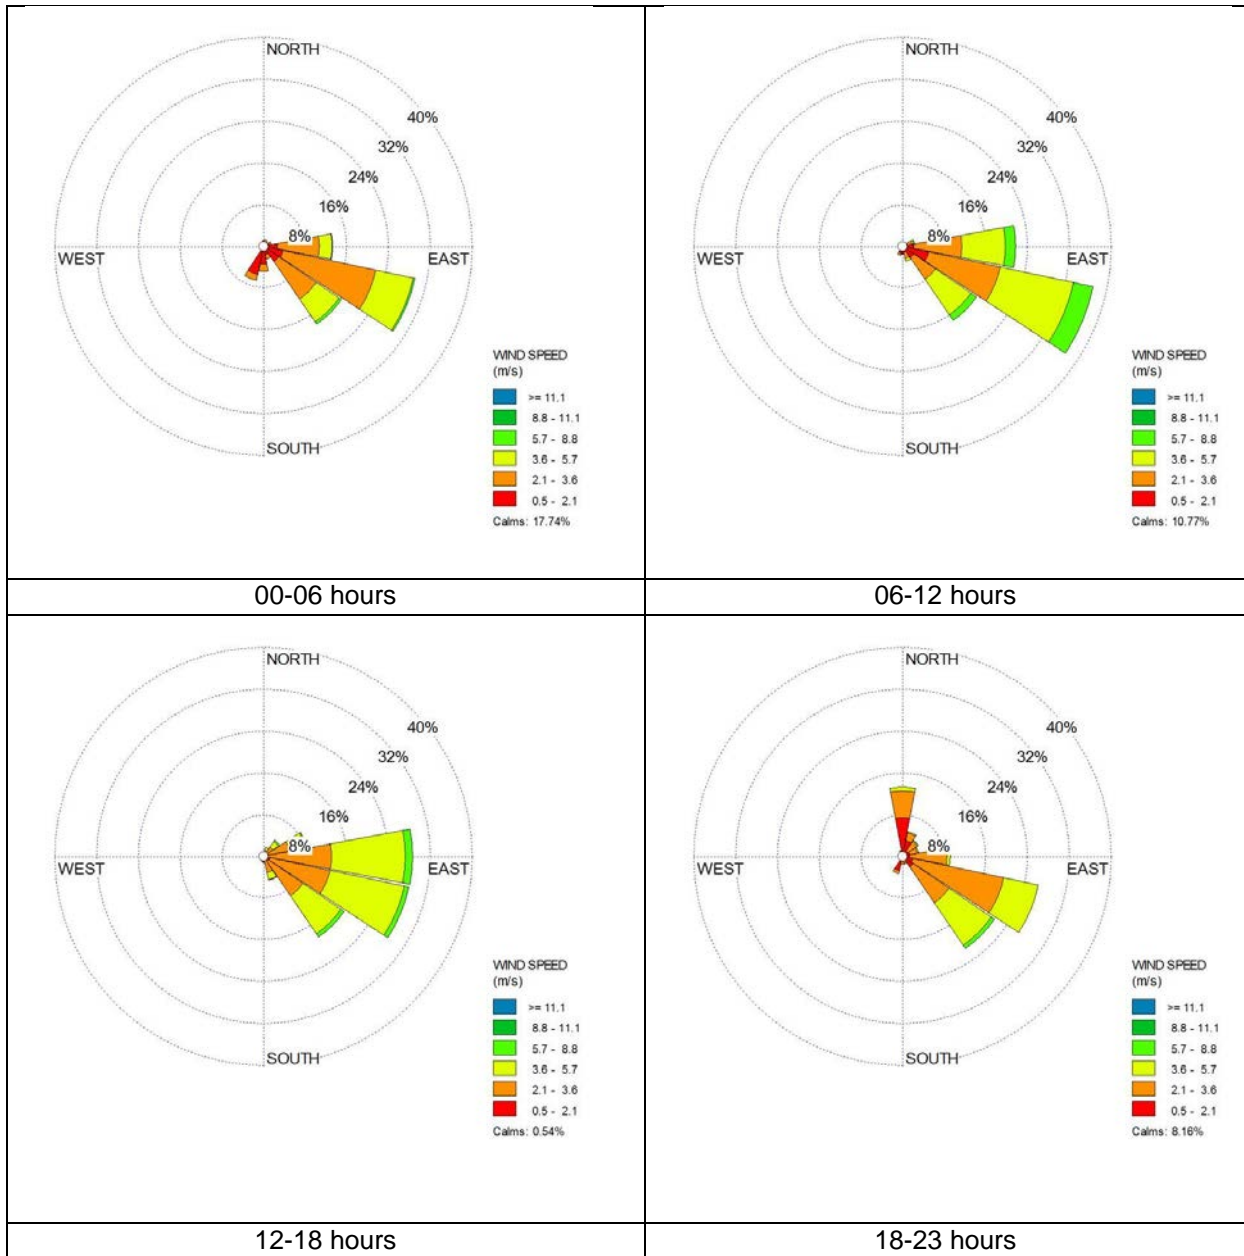 NORTH
40%
32%
24%
16%
8%
WEST
EAST
SOUTH
WIND SPEED
(m/s)
>= 11.1
8.8 - 11.1
5.7 - 8.8
3.6 - 5.7
2.1 - 3.6
0.5 - 2.1
Calms: 17.74%
00-06 hours
NORTH
40%
32%
24%
16%
8%
WEST
EAST
SOUTH
WIND SPEED
(m/s)
>= 11.1
8.8 - 11.1
5.7 - 8.8
3.6 - 5.7
2.1 - 3.6
0.5 - 2.1
Calms: 10.77%
06-12 hours
NORTH
40%
32%
24%
16%
8%
WEST
EAST
SOUTH
WIND SPEED
(m/s)
>= 11.1
8.8 - 11.1
5.7 - 8.8
3.6 - 5.7
2.1 - 3.6
0.5 - 2.1
Calms: 0.54%
12-18 hours
NORTH
40%
32%
24%
16%
8%
WEST
EAST
SOUTH
WIND SPEED
(m/s)
>= 11.1
8.8 - 11.1
5.7 - 8.8
3.6 - 5.7
2.1 - 3.6
0.5 - 2.1
Calms: 8.16%
18-23 hours